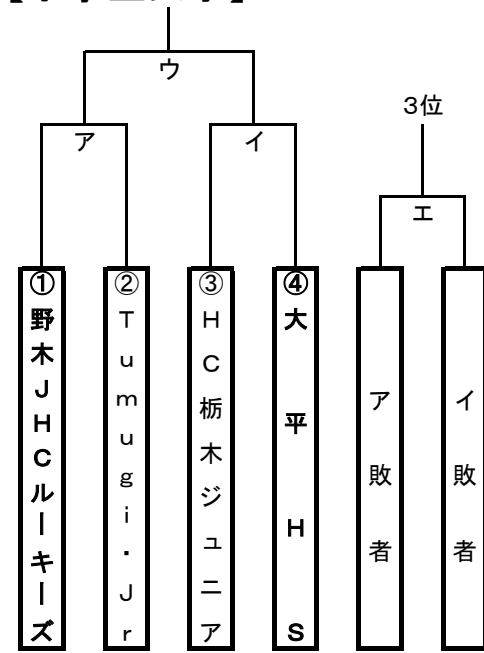 ウ
ア
イ
3位
エ
①野木JHCルーキーズ
②Tumugi・Jr
③HC栃木ジュニア
④大平HS
ア敗者
イ敗者